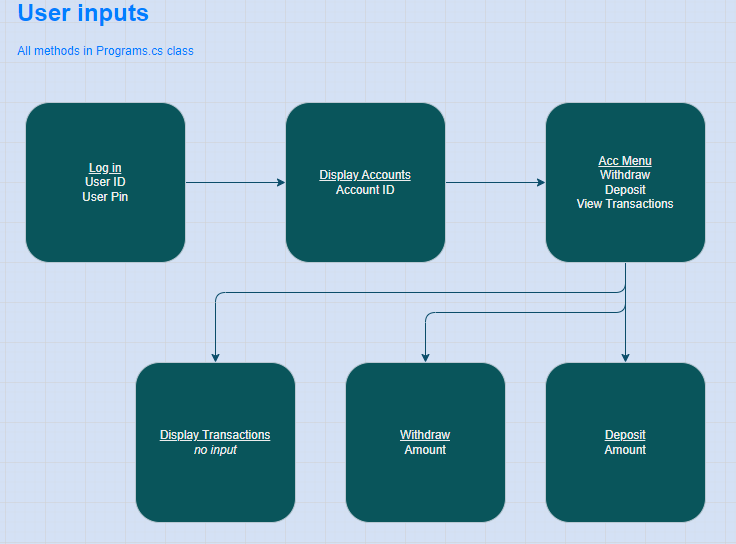 User inputs
All methods in Programs.cs class
Log in
User ID
User Pin
Display Accounts
Account ID
Acc Menu
Withdraw
Deposit
View Transactions
Display Transactions
no input
Withdraw
Amount
Deposit
Amount